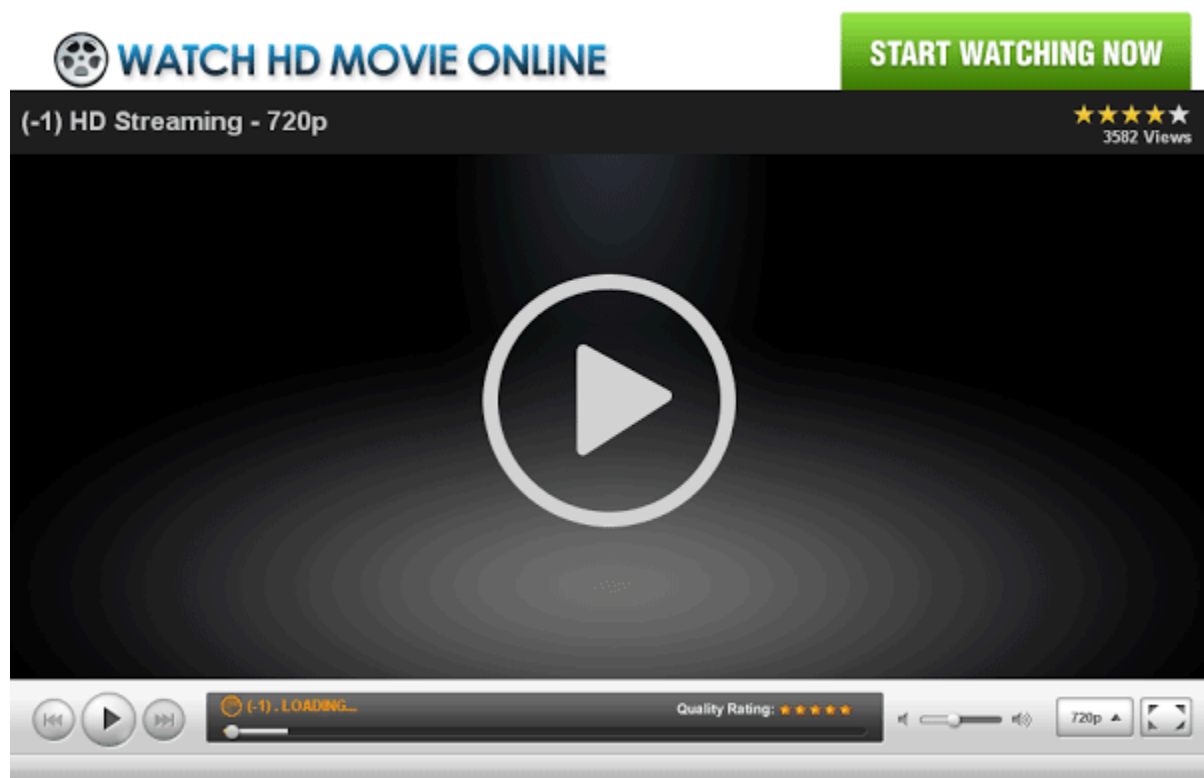 WATCH HD MOVIE ONLINE
START WATCHING NOW
(-1) HD Streaming - 720p
3582 Views
(-1) . LOADING...
Quality Rating:
720p